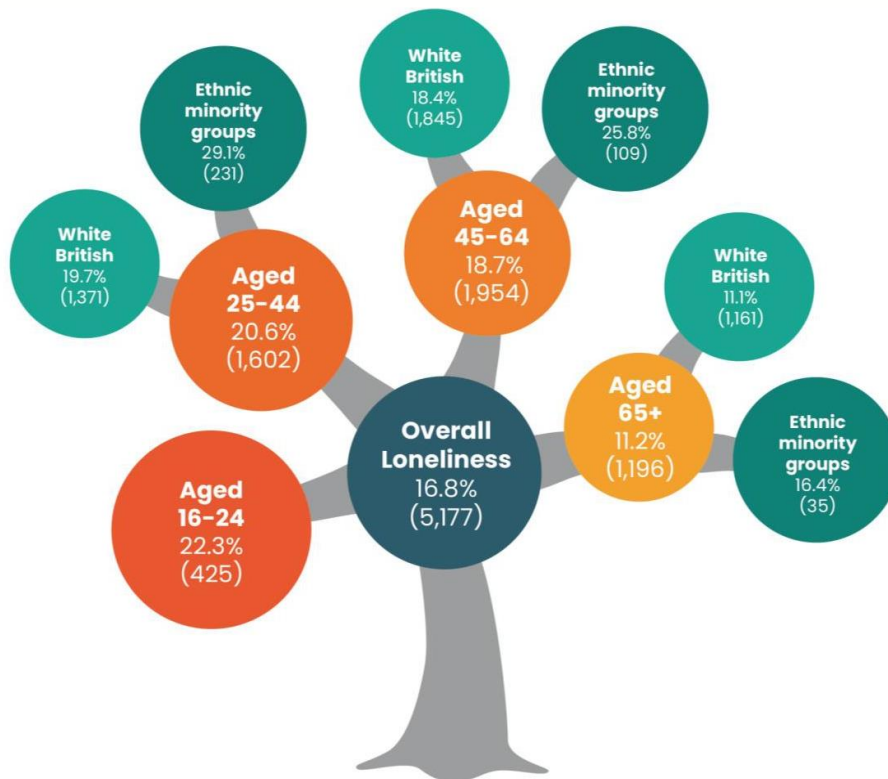 White
British
18.4%
(1,845)
Ethnic
minority
groups
25.8%
(109)
Ethnic
minority
groups
29.1%
(231)
Aged
45-64
18.7%
(1,954)
White
British
19.7%
(1,371)
Aged
25-44
20.6%
(1,602)
White
British
11.1%
(1,161)
Aged
65+
11.2%
(1,196)
Ethnic
minority
groups
16.4%
(35)
Overall
Loneliness
16.8%
(5,177)
Aged
16-24
22.3%
(425)